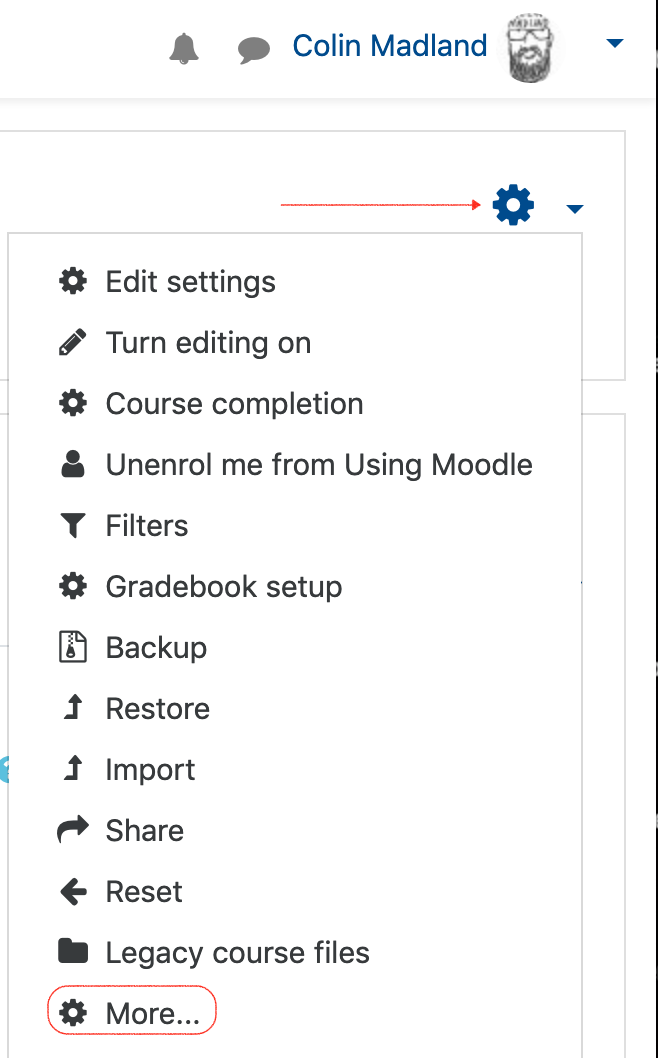 Colin Madland
Edit settings
Turn editing on
Course completion
Unenrol me from Using Moodle
Filters
Gradebook setup
Backup
Restore
Import
Share
Reset
Legacy course files
More...